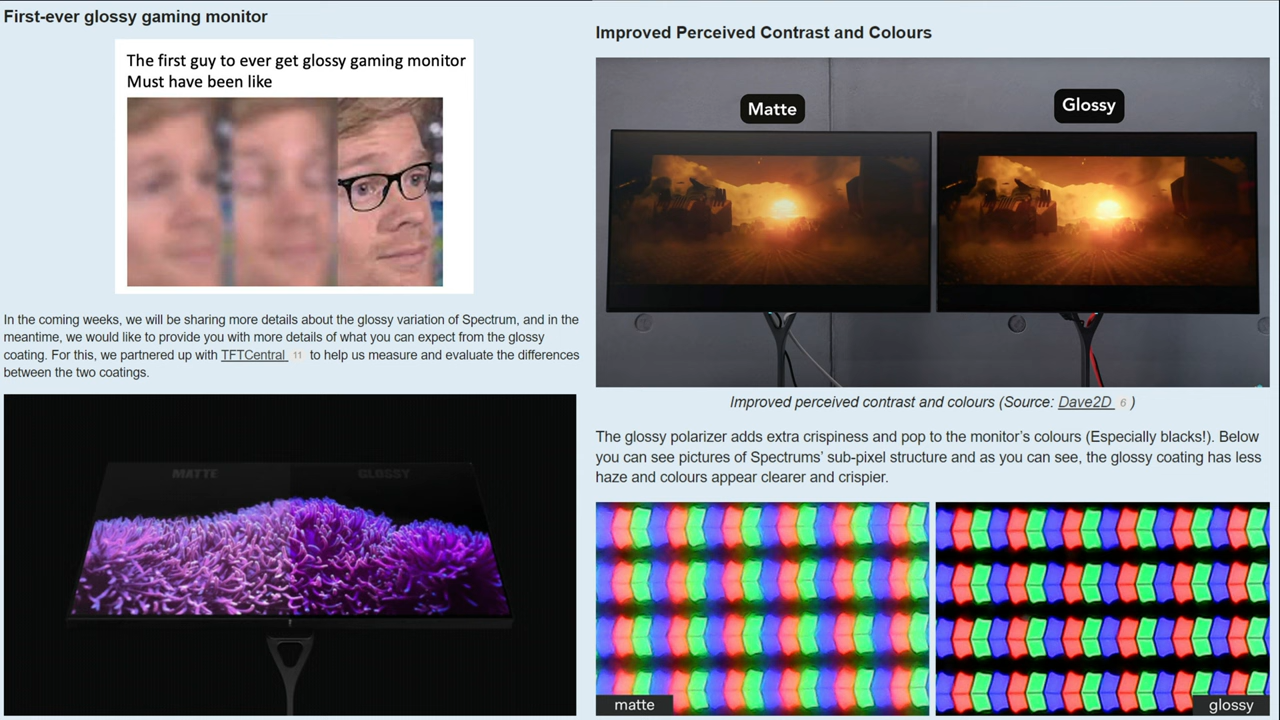 First-ever glossy gaming monitor
The first guy to ever get glossy gaming monitor
Must have been like
In the coming weeks, we will be sharing more details about the glossy variation of Spectrum, and in the
meantime, we would like to provide you with more details of what you can expect from the glossy
coating. For this, we partnered up with TFTCentral 11 to help us measure and evaluate the differences
between the two coatings.
MATTE
GLOSSY
Improved Perceived Contrast and Colours
Matte
Glossy
Improved perceived contrast and colours (Source: Dave2D 6 )
The glossy polarizer adds extra crispiness and pop to the monitor's colours (Especially blacks!). Below
you can see pictures of Spectrums' sub-pixel structure and as you can see, the glossy coating has less
haze and colours appear clearer and crispier.
matte
glossy